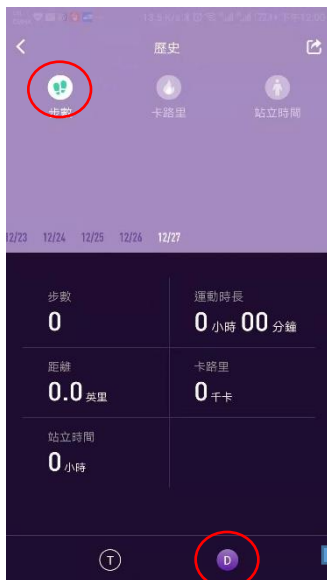 歷史
步數 卡路里 站立時間
12/23 12/24 12/25 12/26 12/27
步數 運動時長
0 0 小時 00 分鐘
距離 卡路里
0.0 英里 0 千卡
站立時間
0 小時
T D